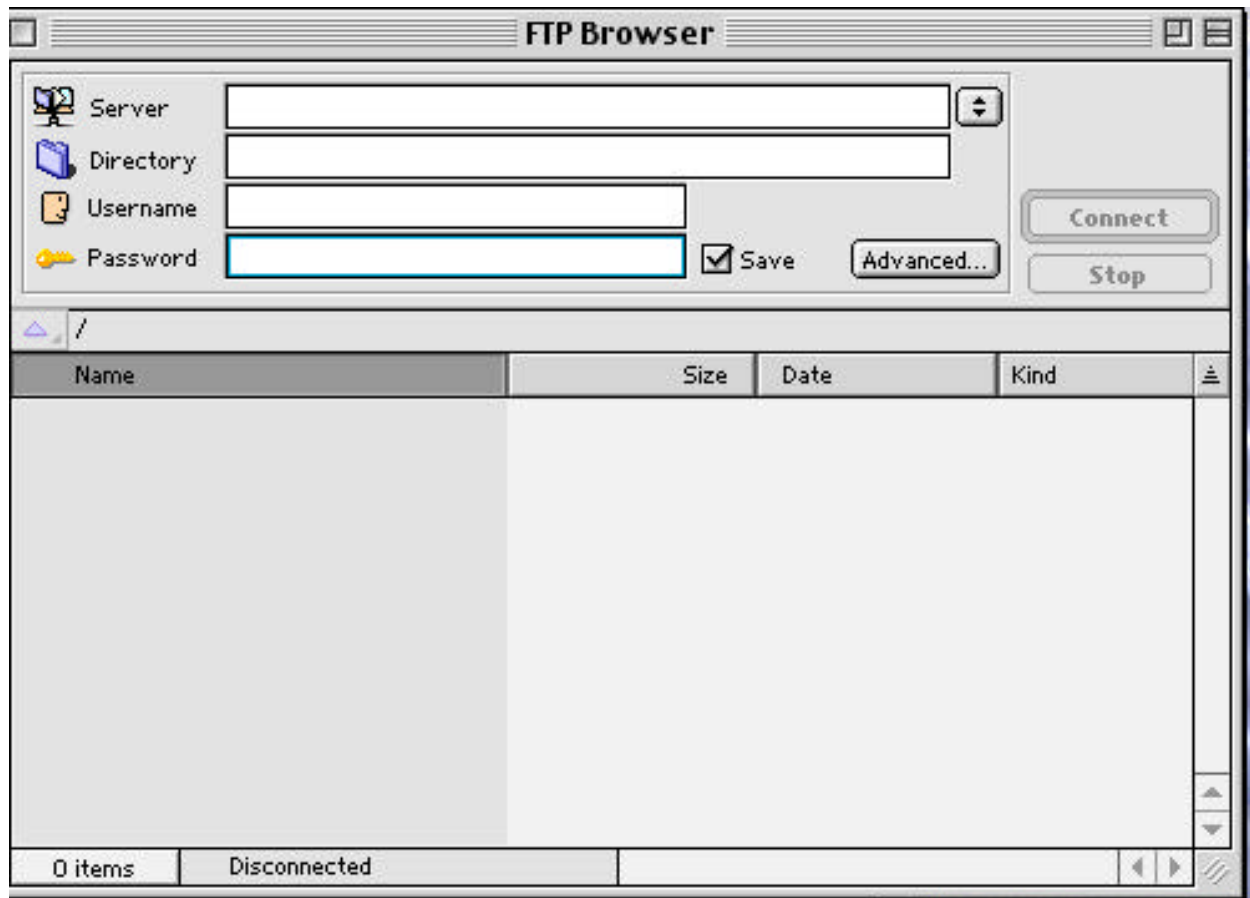 FTP Browser
Server
Directory
Username
Connect
Password
Save
Advanced...
Stop
/
Name Size Date Kind
0 items Disconnected